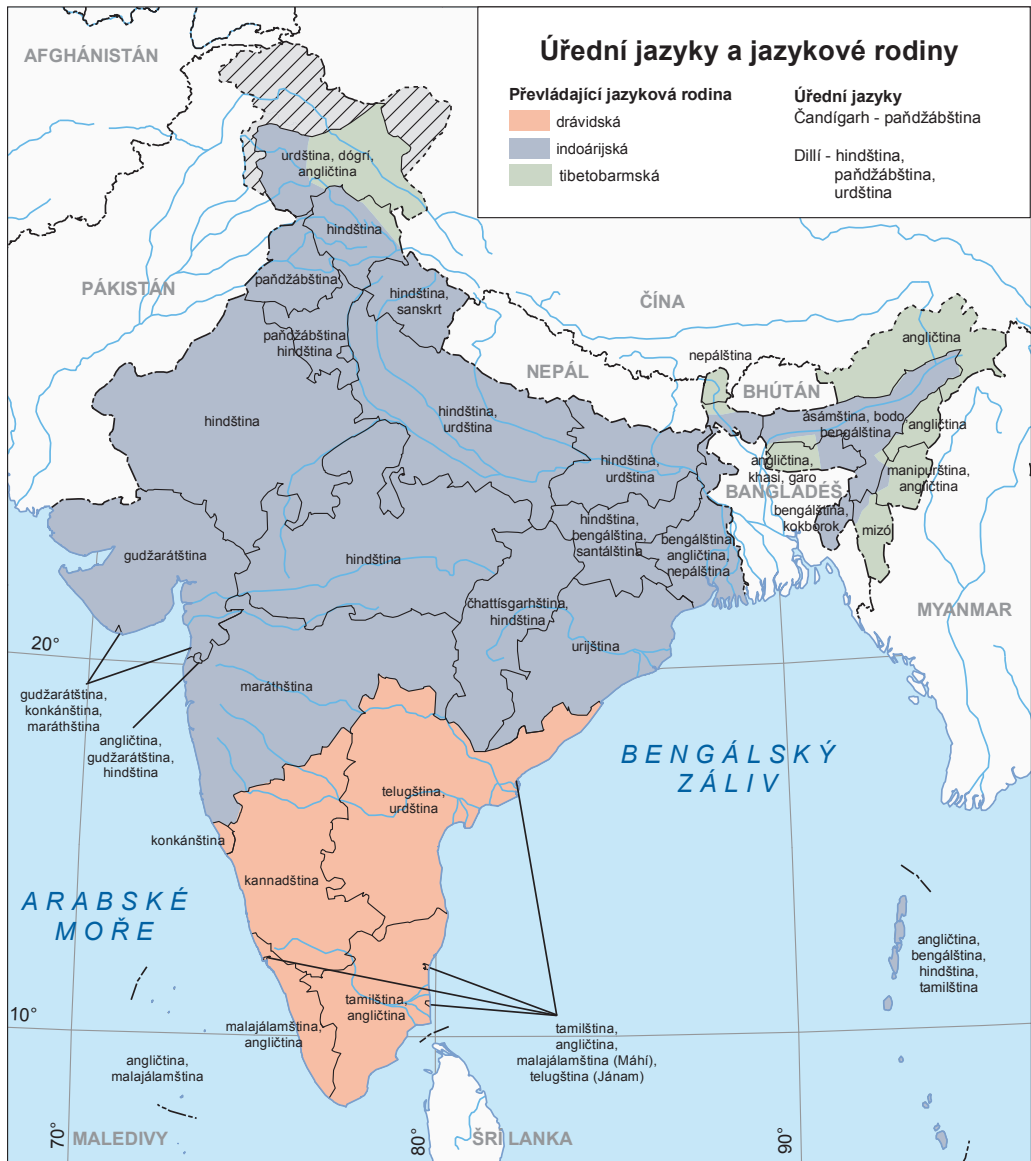 Úřední jazyky a jazykové rodiny
Převládající jazyková rodina
drávidská
indoárijská
tibetobarmská
Úřední jazyky
Čandígarh - paňdžábština
Dillí - hindština,
paňdžábština,
urdština
AFGHÁNISTÁN
urdština, dógrí,
angličtina
hindština
PÁKISTÁN
paňdžábština
hindština,
sanskrt
ČÍNA
paňdžábština
hindština
NEPÁL
nepálština
BHÚTÁN
angličtina
hindština
hindština,
urdština
ásámština, bodo,
bengálština
angličtina
hindština,
urdština
angličtina,
khasí, garo
manipurština,
angličtina
BANGLADÉŠ
bengálština,
kokborok
mizó
gudžarátština
hindština
hindština,
bengálština,
santálština
bengálština,
angličtina,
nepálština
čhattísgarhština,
hindština
MYANMAR
20°
urijština
maráthština
gudžarátština,
konkánština,
maráthština
angličtina,
gudžarátština,
hindština
BENGÁLSKÝ
ZÁLIV
telugština,
urdština
konkánština
kannadština
ARABSKÉ
MOŘE
angličtina,
bengálština,
hindština,
tamilština
10°
tamilština,
angličtina
malajálamština,
angličtina
tamilština,
angličtina,
malajálamština (Máhí),
telugština (Jánam)
angličtina,
malajálamština
70°
MALEDIVY
80°
ŠRÍ LANKA
90°